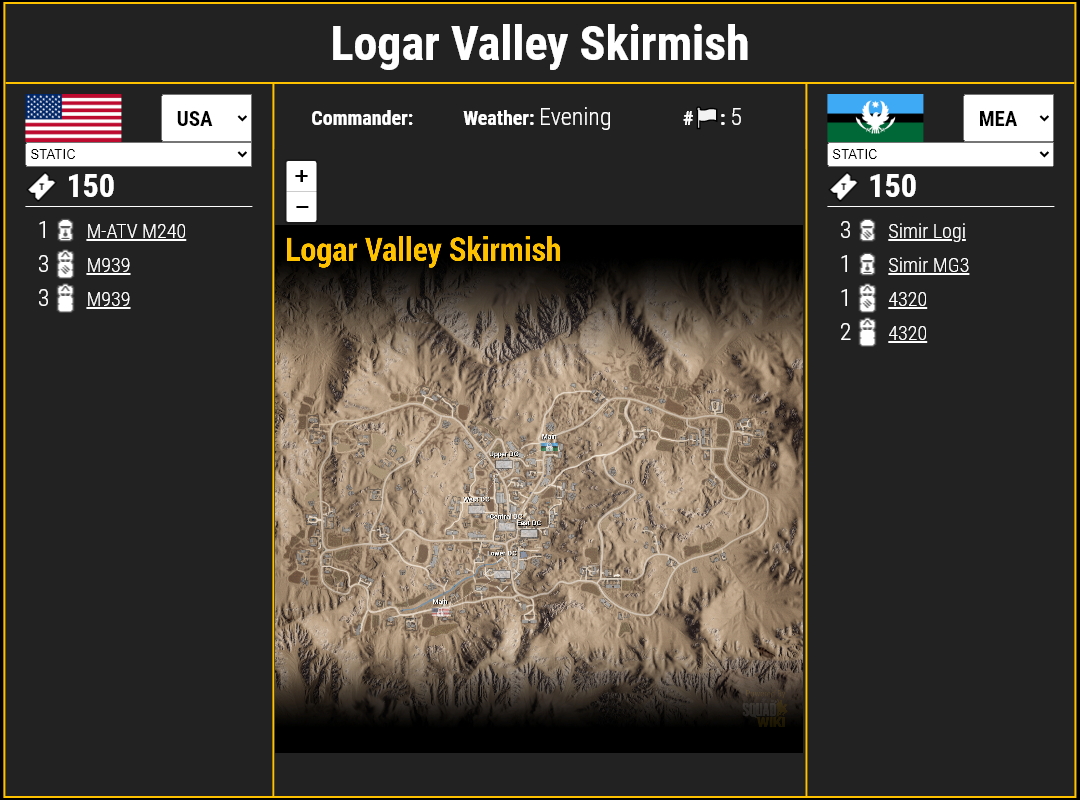 Logar Valley Skirmish
USA
STATIC
150
1 M-ATV M240
3 M939
3 M939
Commander:
Weather: Evening
# : 5
+
−
Logar Valley Skirmish
Main
Upper DC
West DC
Central DC
East DC
Lower DC
Main
SQUAD
WIKI
MEA
STATIC
150
3 Simir Logi
1 Simir MG3
1 4320
2 4320